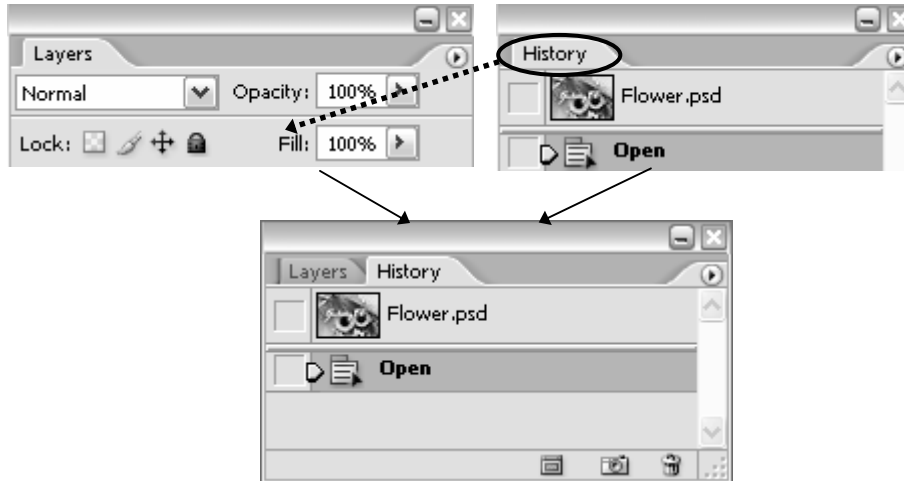 Layers
Normal Opacity: 100%
Lock: Fill: 100%
History
Flower.psd
Open
Layers History
Flower.psd
Open